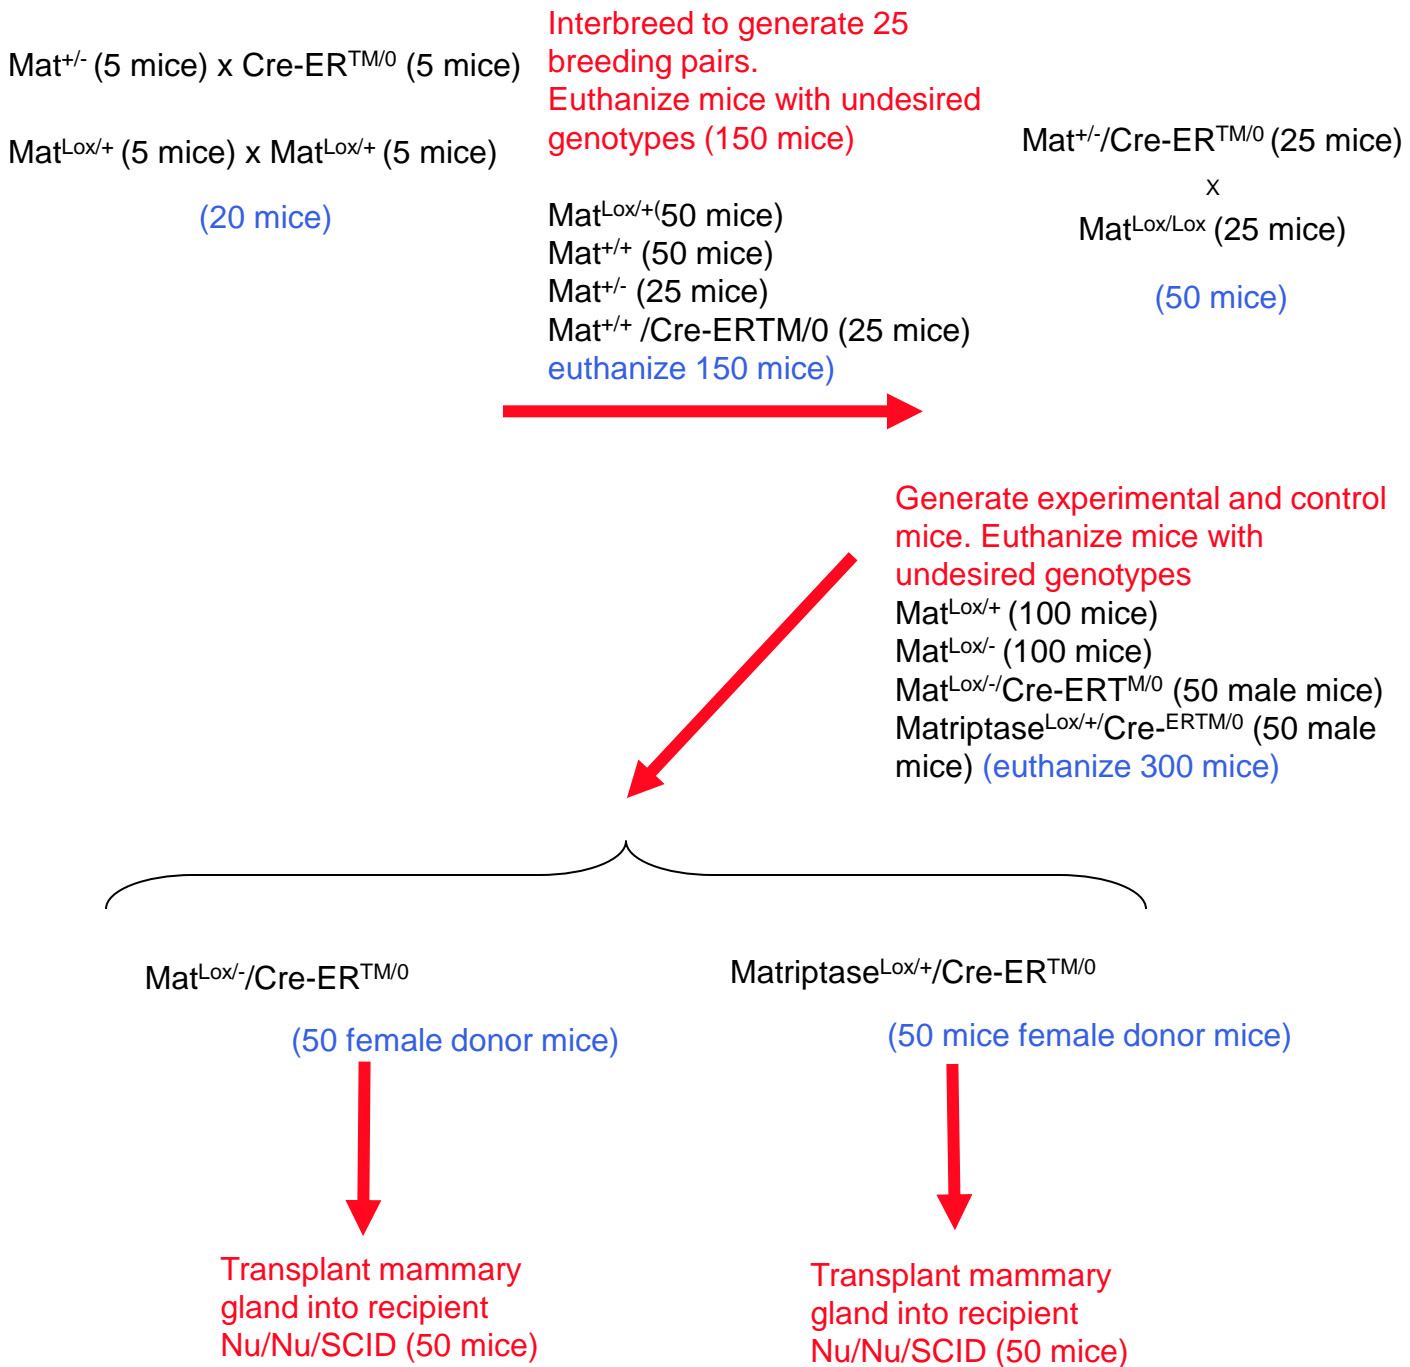 Mat+/- (5 mice) x Cre-ERTM/0 (5 mice)
MatLox/+ (5 mice) x MatLox/+ (5 mice)
(20 mice)
Interbreed to generate 25
breeding pairs.
Euthanize mice with undesired
genotypes (150 mice)
MatLox/+(50 mice)
Mat+/+ (50 mice)
Mat+/- (25 mice)
Mat+/+ /Cre-ERTM/0 (25 mice)
euthanize 150 mice)
Mat+/-/Cre-ERTM/0 (25 mice)
X
MatLox/Lox (25 mice)
(50 mice)
Generate experimental and control
mice. Euthanize mice with
undesired genotypes
MatLox/+ (100 mice)
MatLox/- (100 mice)
MatLox/-/Cre-ERTM/0 (50 male mice)
MatriptaseLox/+/Cre-ERTM/0 (50 male
mice) (euthanize 300 mice)
MatLox/-/Cre-ERTM/0
(50 female donor mice)
MatriptaseLox/+/Cre-ERTM/0
(50 mice female donor mice)
Transplant mammary
gland into recipient
Nu/Nu/SCID (50 mice)
Transplant mammary
gland into recipient
Nu/Nu/SCID (50 mice)